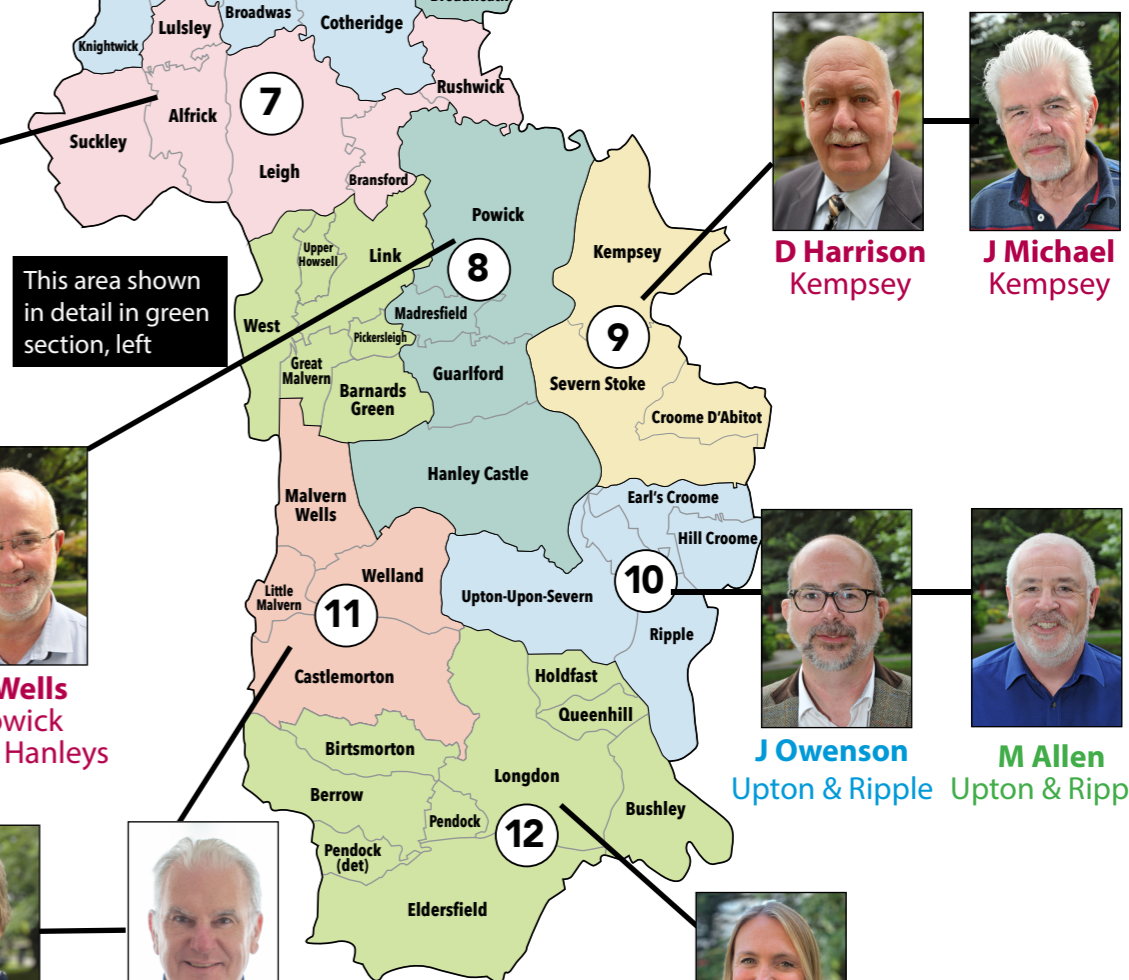 Broadwas
Lulsley
Cotheridge
Knightwick
Rushwick
7
Alfrick
Suckley
Leigh
Bransford
Powick
Kempsey
Upper
Howsell
Link
8
D Harrison
Kempsey
J Michael
Kempsey
This area shown
in detail in green
section, left
Madresfield
West
Pickersleigh
9
Great
Malvern
Guarlford
Barnards
Green
Severn Stoke
Croome D'Abitot
Hanley Castle
Malvern
Wells
Earl's Croome
Hill Croome
10
Welland
Little
Malvern
Upton-Upon-Severn
11
Ripple
Castlemorton
Holdfast
Wells
owick
Hanleys
Queenhill
Birtsmorton
J Owenson
Upton & Ripple
M Allen
Upton & Ripp
Longdon
Berrow
Bushley
Pendock
12
Pendock
(det)
Eldersfield